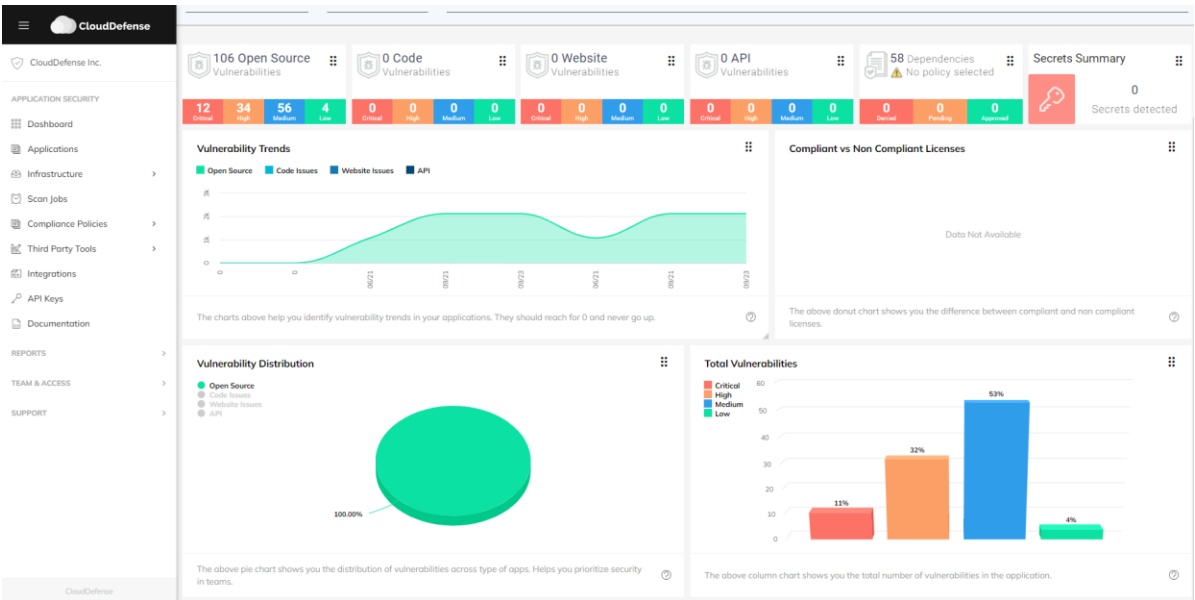 CloudDefense
CloudDefense Inc.
APPLICATION SECURITY
Dashboard
Applications
Infrastructure
Scan Jobs
Compliance Policies
Third Party Tools
Integrations
API Keys
Documentation
REPORTS
TEAM & ACCESS
SUPPORT
CloudDefense
106 Open Source
Vulnerabilities
12 34 56 4
Critical High Medium Low
0 Code
Vulnerabilities
0 0 0 0
Critical High Medium Low
0 Website
Vulnerabilities
0 0 0 0
Critical High Medium Low
0 API
Vulnerabilities
0 0 0 0
Critical High Medium Low
58 Dependencies
No policy selected
0 0 0
Denied Pending Approved
Secrets Summary
0
Secrets detected
Vulnerability Trends
Open Source Code Issues Website Issues API
0
0 0 06/21 09/21 09/23 06/21 09/21 09/23
The charts above help you identify vulnerability trends in your applications. They should reach for 0 and never go up.
Compliant vs Non Compliant Licenses
Data Not Available
The above donut chart shows you the difference between compliant and non compliant
licenses.
Vulnerability Distribution
Open Source
Code Issues
Website Issues
API
100.00%
The above pie chart shows you the distribution of vulnerabilities across type of apps. Helps you prioritize security
in teams.
Total Vulnerabilities
Critical
High
Medium
Low
60
50
40
30
20
10
0
11%
32%
53%
4%
The above column chart shows you the total number of vulnerabilities in the application.